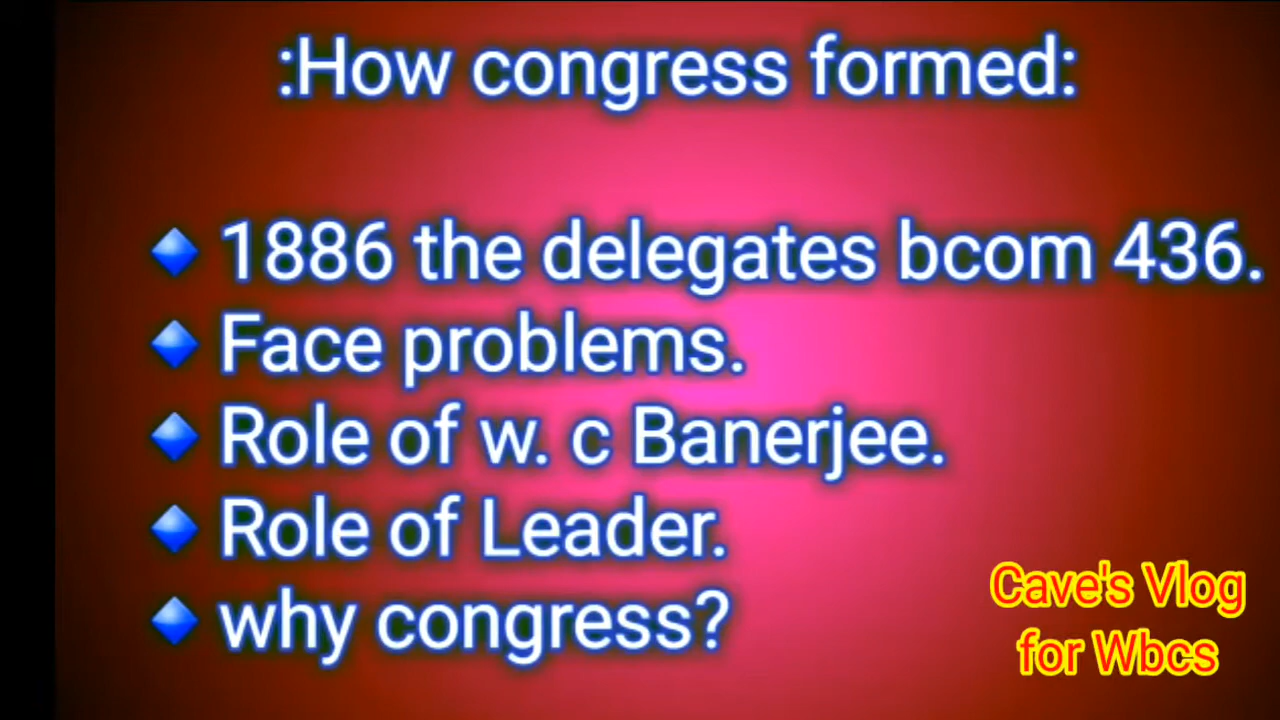 :How congress formed:
1886 the delegates bcom 436.
Face problems.
Role of w. c Banerjee.
Role of Leader.
why congress?
Cave's Vlog
for Wbcs